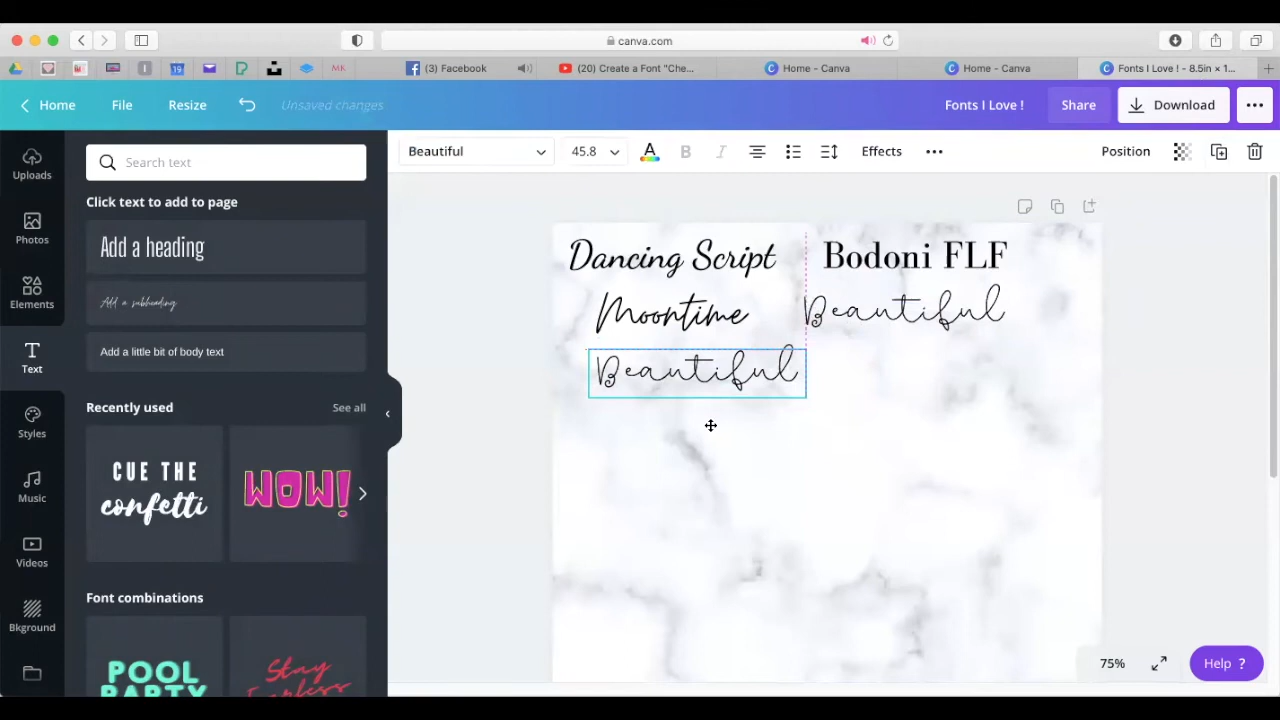 canva.com
(3) Facebook
(20) Create a Font "Che...
Home - Canva
Home - Canva
Fonts I Love ! - 8.5in × 1...
Home
File
Resize
Unsaved changes
Fonts I Love !
Share
Download
Uploads
Photos
Elements
Text
Styles
Music
Videos
Bkground
Search text
Click text to add to page
Add a heading
Add a subheading
Add a little bit of body text
Recently used
See all
CUE THE
confetti
WOW!
Font combinations
POOL
PARTY
Stay
Fearless
Beautiful
45.8
A
B
I
Effects
Position
Dancing Script
Bodoni FLF
Moontime
Beautiful
Beautiful
75%
Help ?